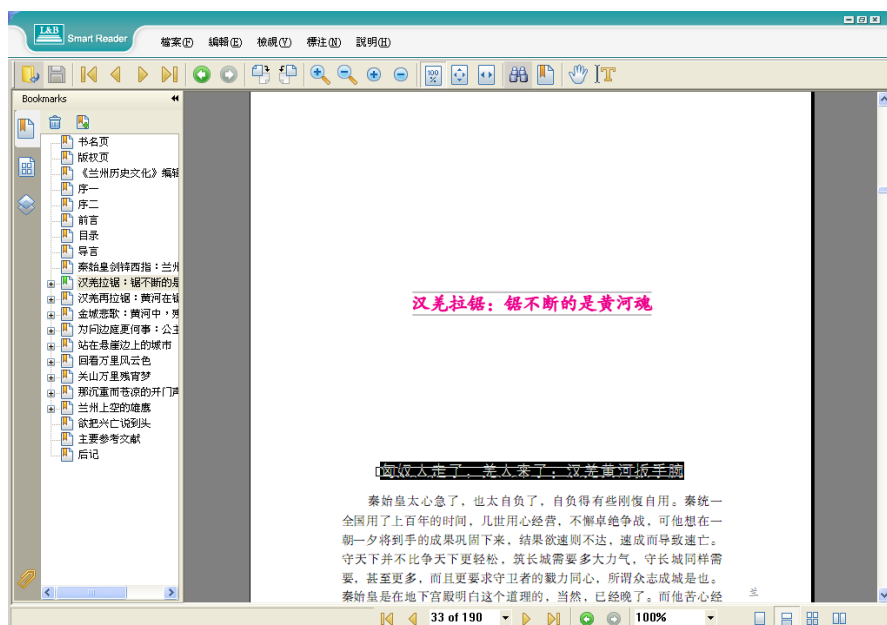 L&B
Smart Reader
檔案(F) 編輯(E) 檢視(V) 標注(N) 說明(H)
100%
Bookmarks
书名页
版权页
《兰州历史文化》编辑
序一
序二
前言
目录
导言
秦始皇剑锋西指：兰州
汉羌拉锯：锯不断的是
汉羌再拉锯：黄河在
金城悲歌：黄河中，
为问边庭更何事：公主
站在悬崖边上的城市
回看万里风云色
关山万里残宵梦
那沉重而苍凉的开门声
兰州上空的雄鹰
欲把兴亡说到头
主要参考文献
后记
汉羌拉锯：锯不断的是黄河魂
匈奴人走了，羌人来了：汉羌黄河扳手腕
秦始皇太心急了，也太自负了，自负得有些刚愎自用。秦统一
全国用了上百年的时间，几世用心经营，不懈卓绝争战，可他想在一
朝一夕将到手的成果巩固下来，结果欲速则不达，速成而导致速亡。
守天下并不比争天下更轻松，筑长城需要多大力气，守长城同样需
要，甚至更多，而且更要求守卫者的戮力同心，所谓众志成城是也。
秦始皇是在地下宫殿明白这个道理的，当然，已经晚了。而他苦心经
33 of 190
100%